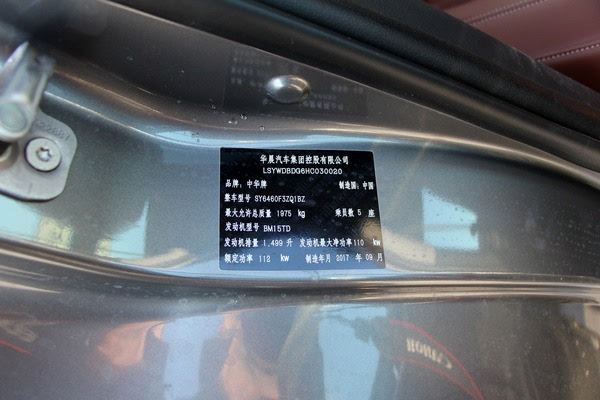 华晨汽车集团控股有限公司
LSYWDBDG6HC030020
品牌：中华牌 制造国：中国
整车型号 SY6460F3ZQ1BZ
最大允许总质量 1975 kg 乘员数 5 座
发动机型号 BM15TD
发动机排量 1.499 升 发动机最大净功率 110 kw
额定功率 112 kw 制造年月 2017 年 09 月
CANON